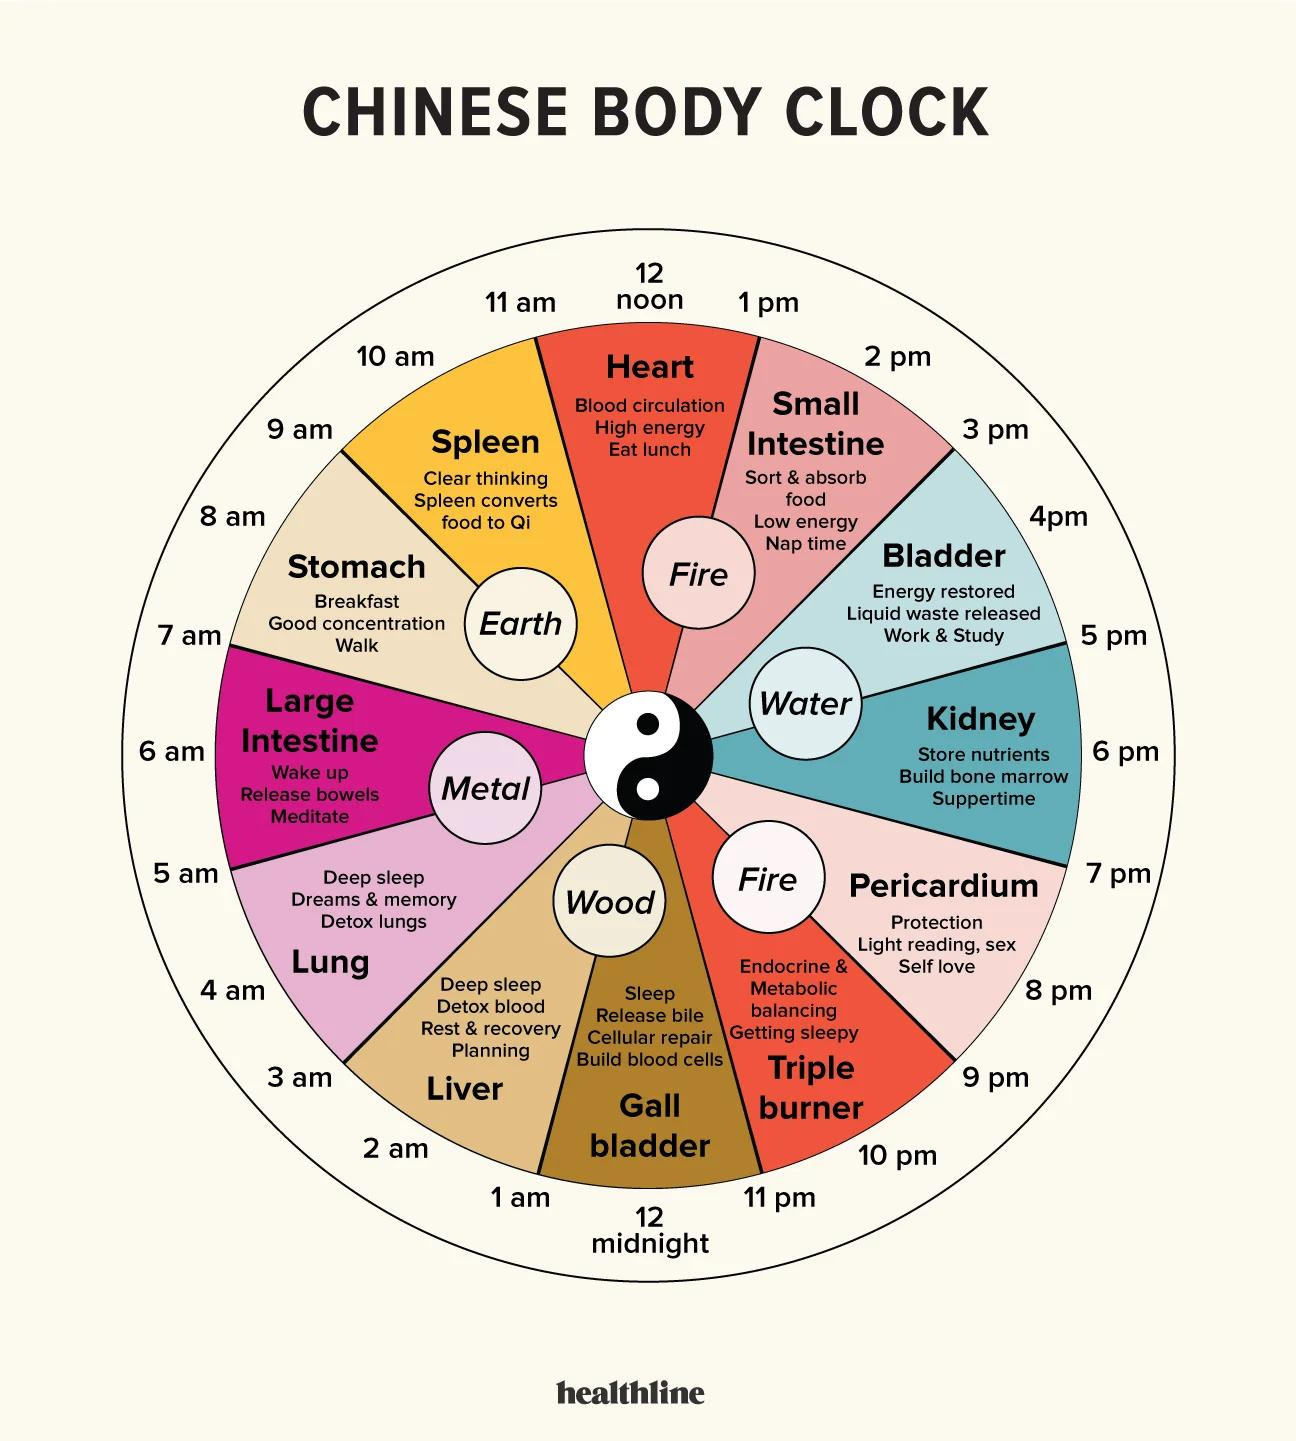 CHINESE BODY CLOCK
12
noon
1 pm
2 pm
3 pm
4pm
5 pm
6 pm
7 pm
8 pm
9 pm
10 pm
11 pm
12
midnight
1 am
2 am
3 am
4 am
5 am
6 am
7 am
8 am
9 am
10 am
11 am
Heart
Blood circulation
High energy
Eat lunch
Small
Intestine
Sort & absorb
food
Low energy
Nap time
Fire
Bladder
Energy restored
Liquid waste released
Work & Study
Water
Kidney
Store nutrients
Build bone marrow
Suppertime
Pericardium
Protection
Light reading, sex
Self love
Fire
Endocrine &
Metabolic
balancing
Getting sleepy
Triple
burner
Sleep
Release bile
Cellular repair
Build blood cells
Gall
bladder
Wood
Deep sleep
Detox blood
Rest & recovery
Planning
Liver
Deep sleep
Dreams & memory
Detox lungs
Lung
Metal
Large
Intestine
Wake up
Release bowels
Meditate
Stomach
Breakfast
Good concentration
Walk
Earth
Spleen
Clear thinking
Spleen converts
food to Qi
healthline